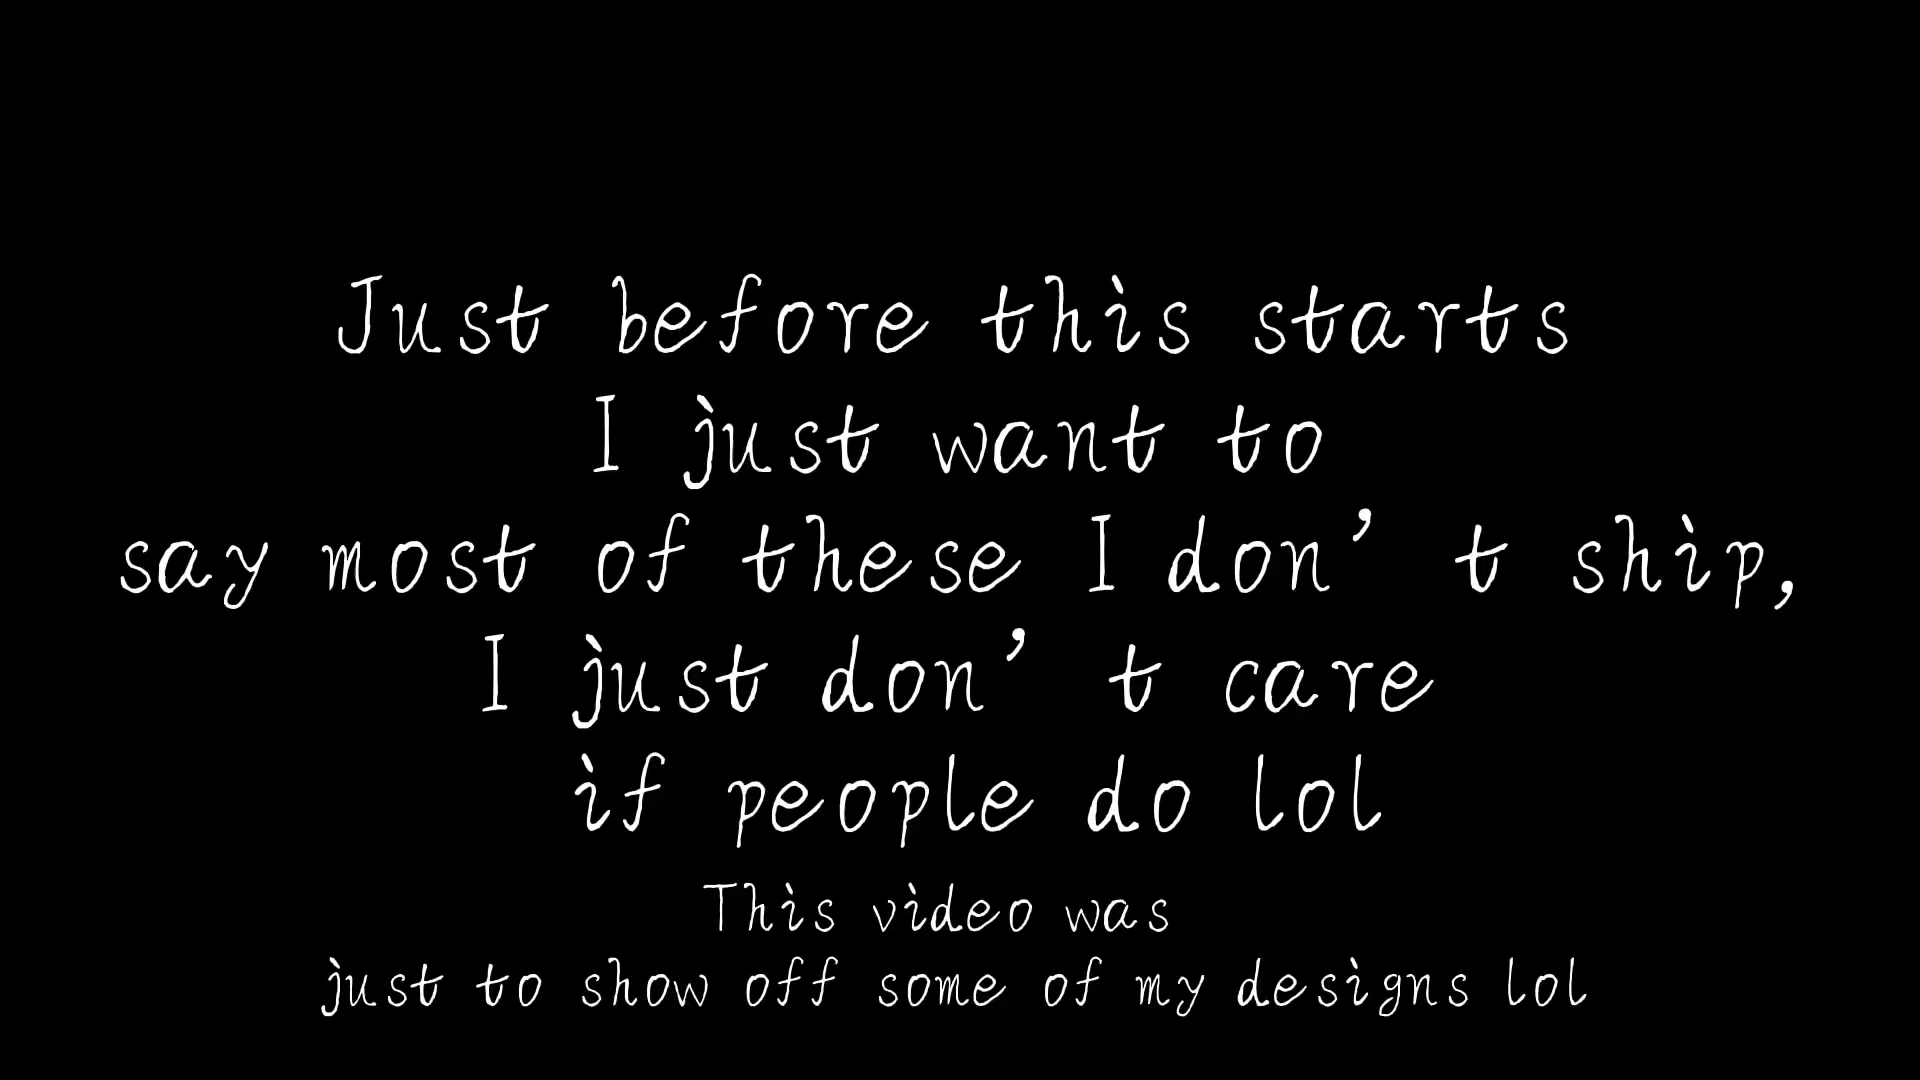 Just before this starts
I just want to
say most of these I don't ship,
I just don't care
if people do lol
This video was
just to show off some of my designs lol